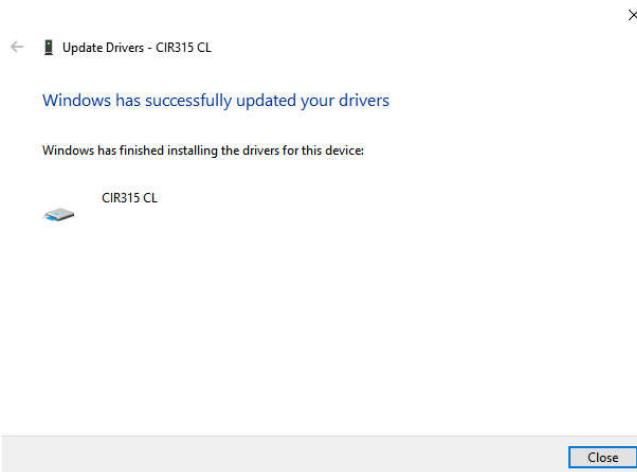 Update Drivers - CIR315 CL
Windows has successfully updated your drivers
Windows has finished installing the drivers for this device:
CIR315 CL
Close